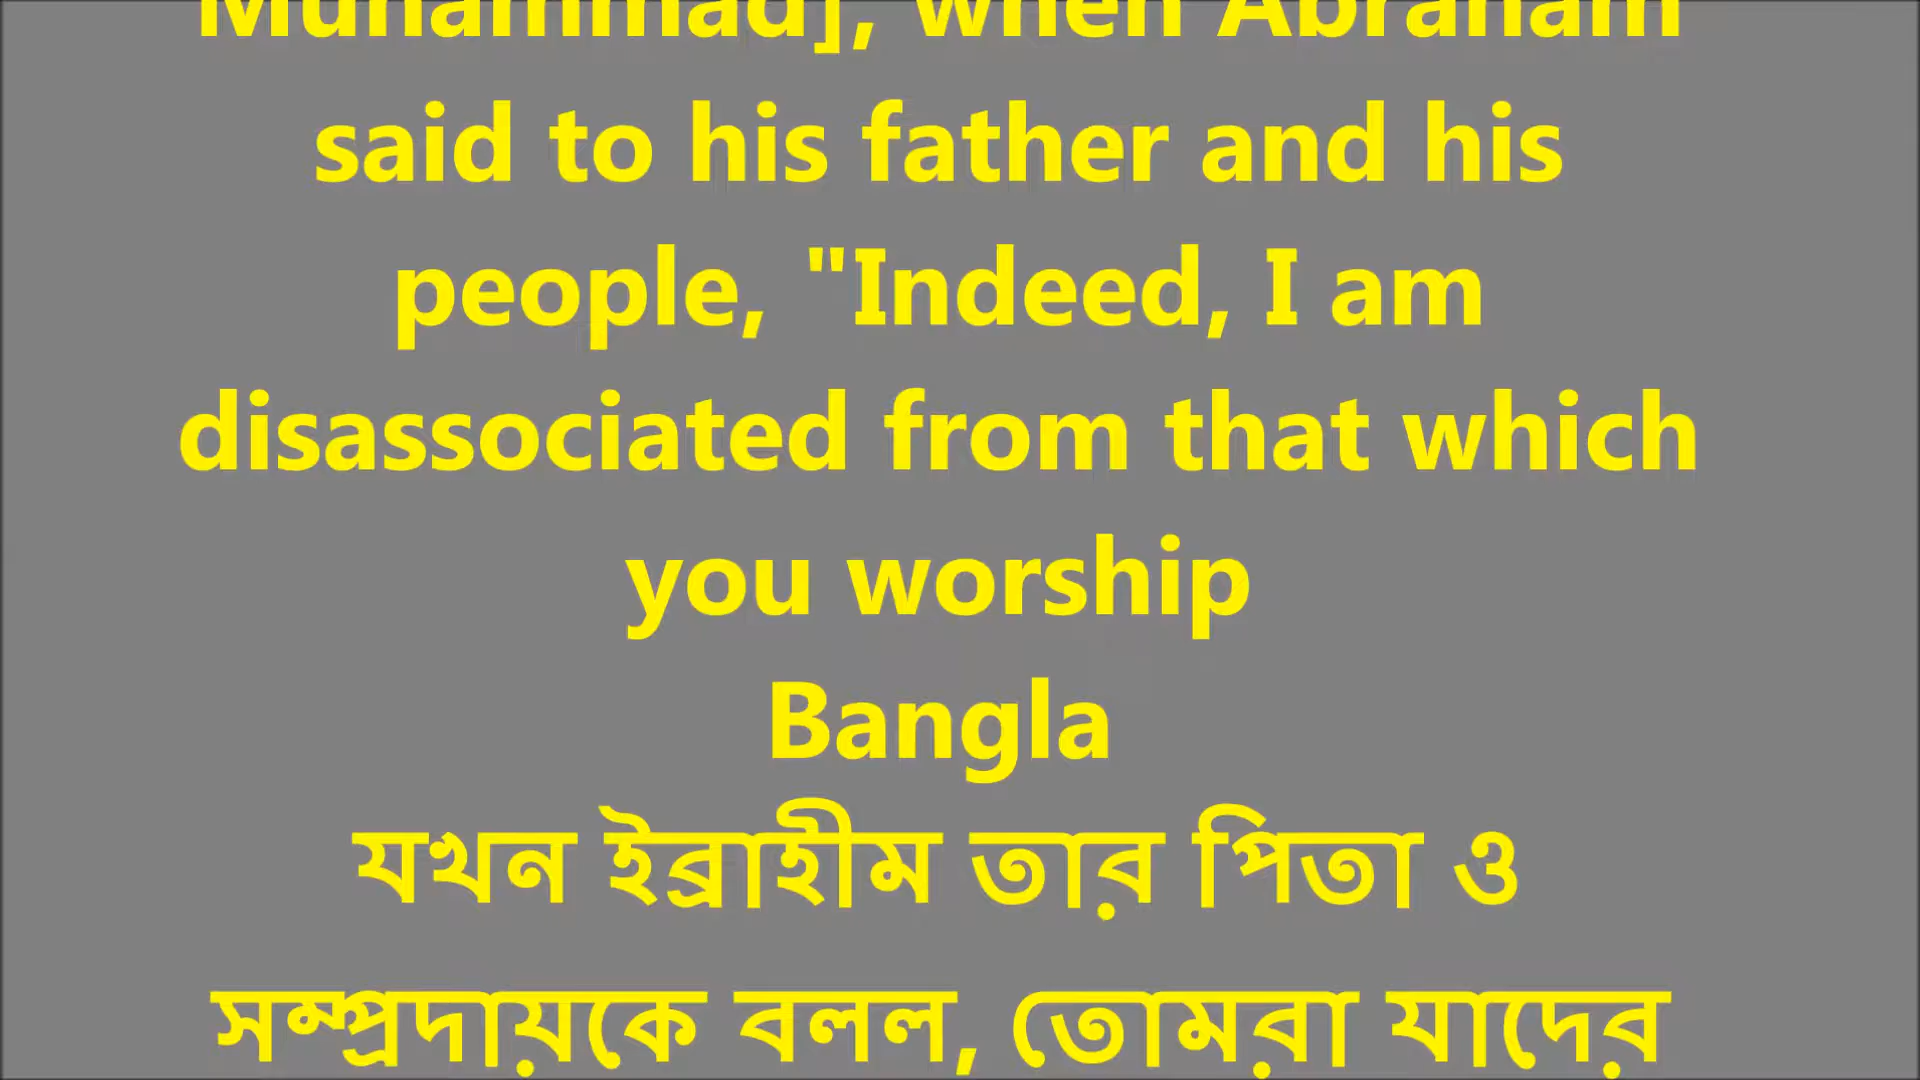 Muhammad], when Abraham
said to his father and his
people, "Indeed, I am
disassociated from that which
you worship
Bangla
যখন ইব্রাহীম তার পিতা ও
সম্প্রদায়কে বলল, তোমরা যাদের